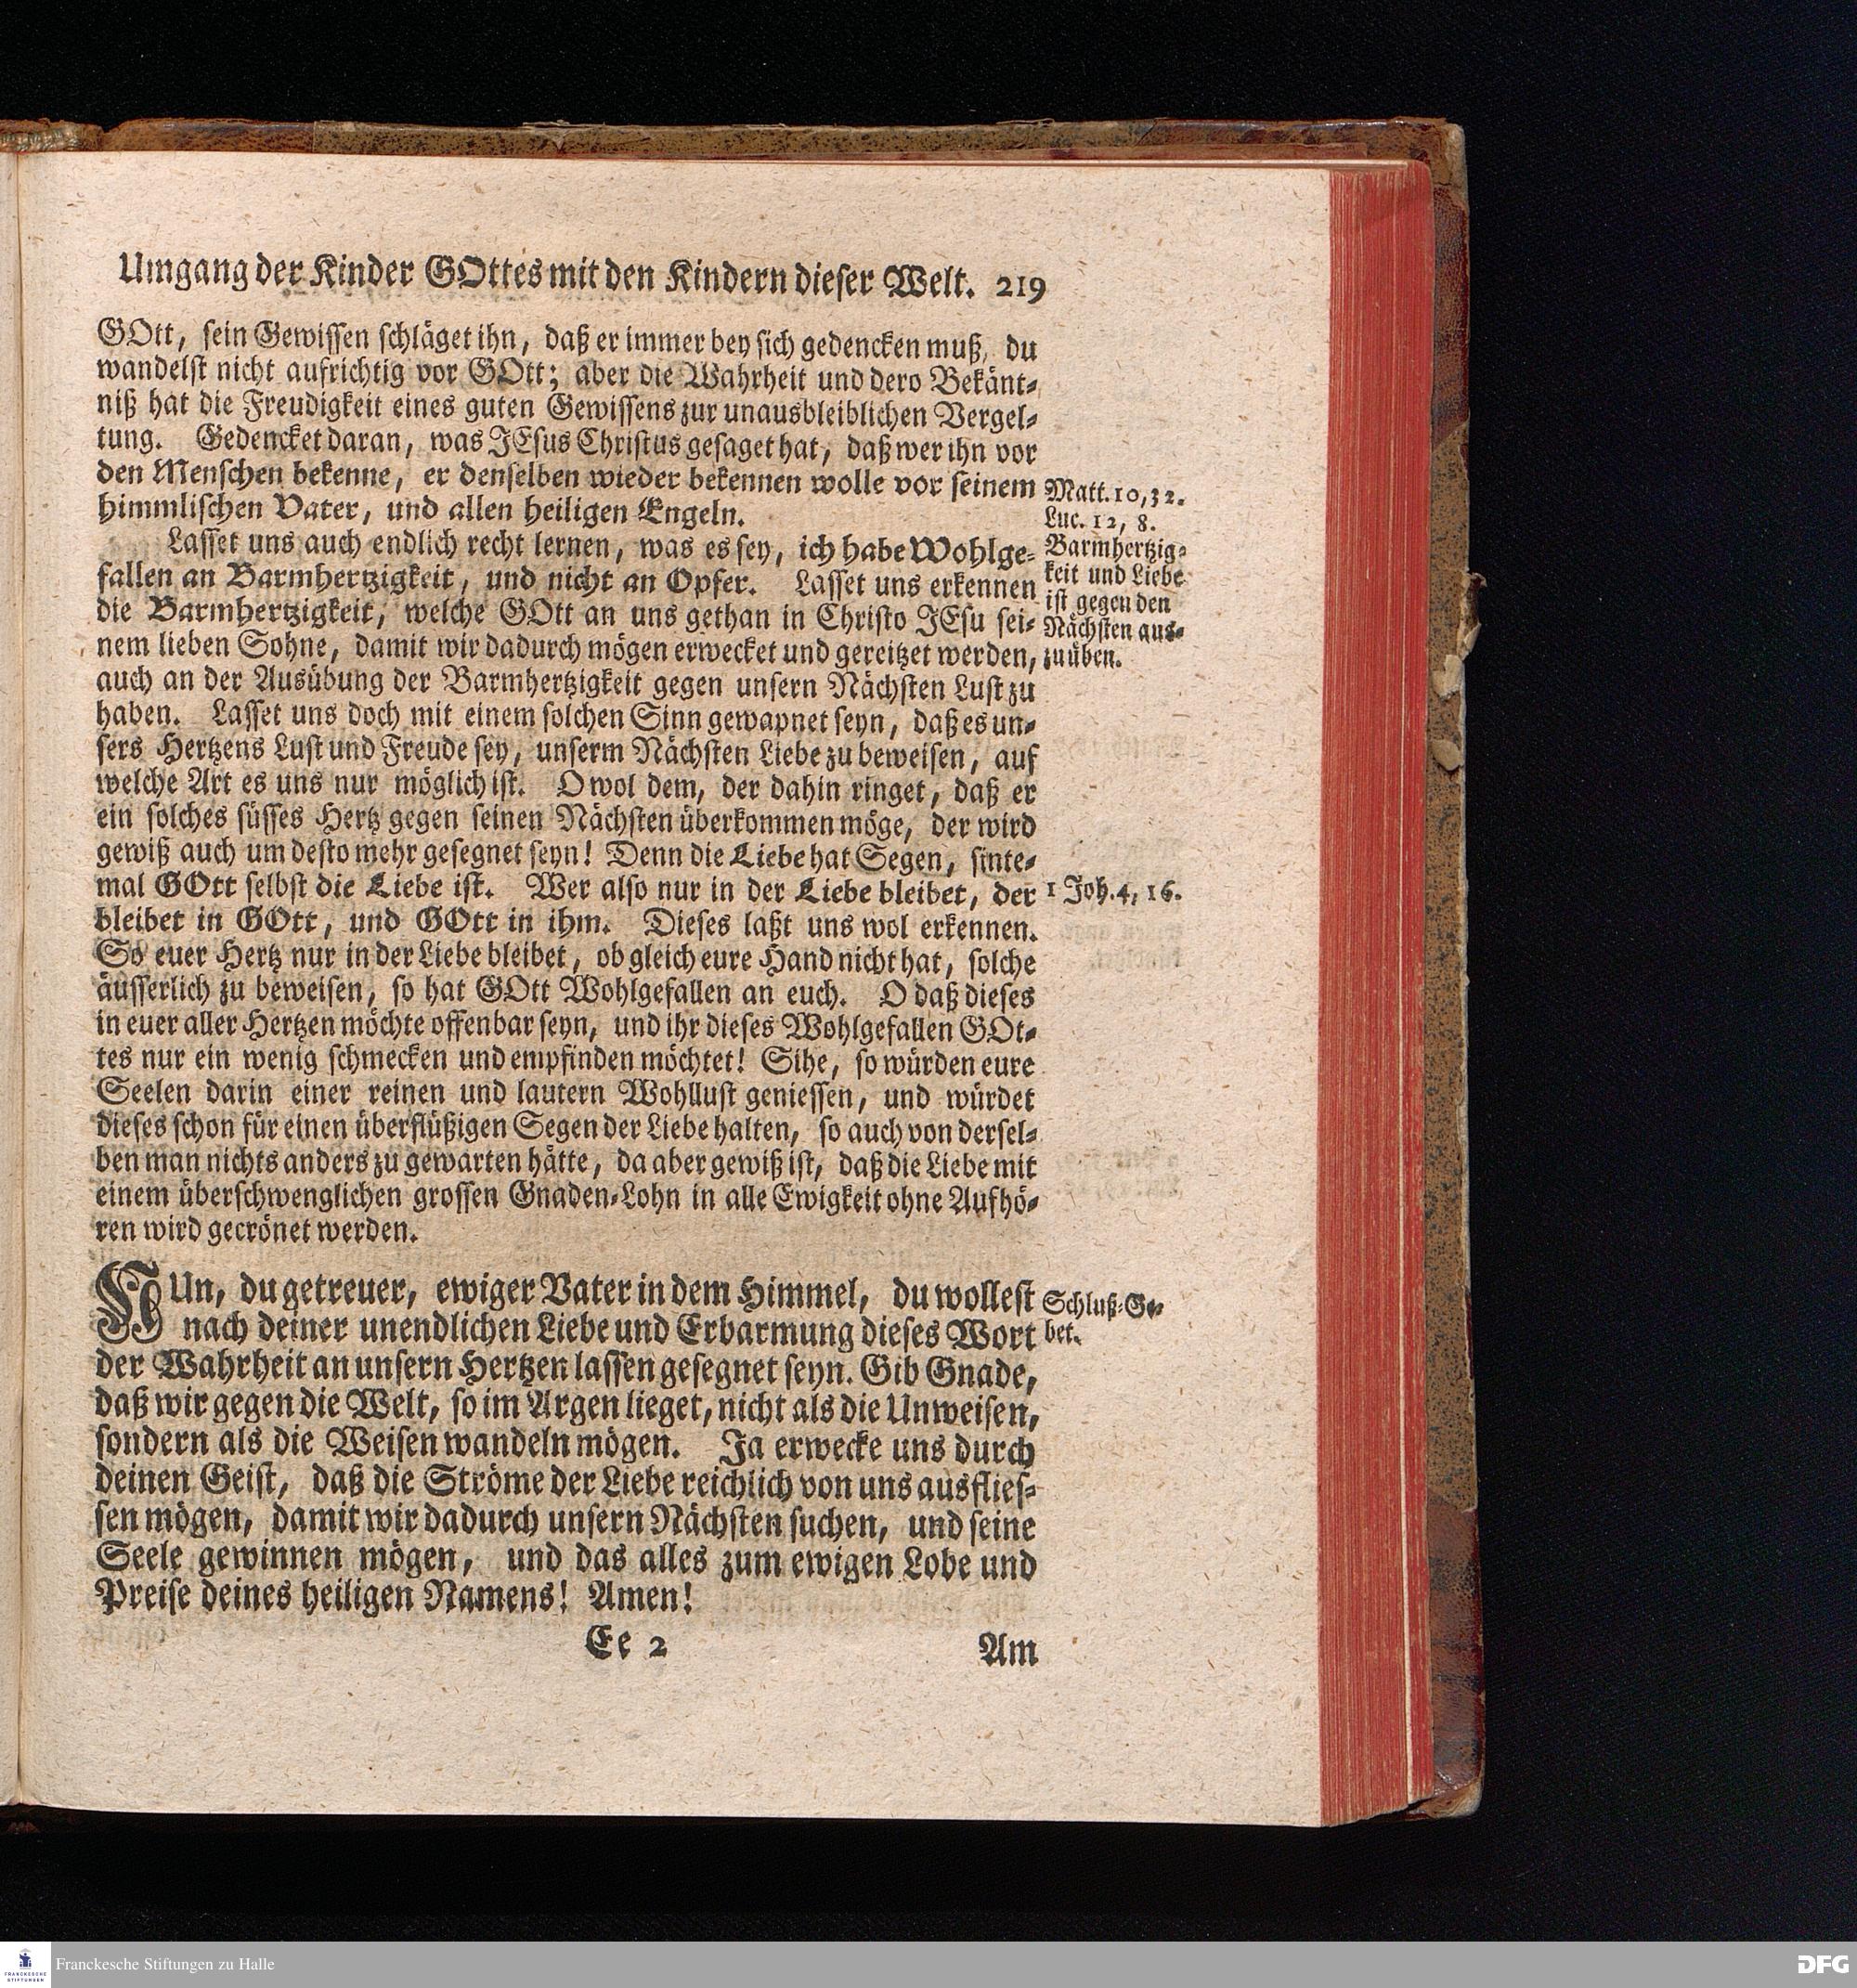 Umgang der Kinder GOttes mit den Kindern dieser Welt. 219
GOtt, sein Gewissen schläget ihn, daß er immer bey sich gedencken muß, du
wandelst nicht aufrichtig vor GOtt; aber die Wahrheit und dero Bekänt-
niß hat die Freudigkeit eines guten Gewissens zur unausbleiblichen Vergel-
tung. Gedencket daran, was JEsus Christus gesaget hat, daß wer ihn vor
den Menschen bekenne, er denselben wieder bekennen wolle vor seinem
himmlischen Vater, und allen heiligen Engeln.
Matt. 10, 32.
Luc. 12, 8.
Lasset uns auch endlich recht lernen, was es sey, ich habe Wohlge-
fallen an Barmhertzigkeit, und nicht an Opfer. Lasset uns erkennen
die Barmhertzigkeit, welche GOtt an uns gethan in Christo JEsu sei-
nem lieben Sohne, damit wir dadurch mögen erwecket und gereitzet werden,
auch an der Ausübung der Barmhertzigkeit gegen unsern Nächsten Lust zu
haben. Lasset uns doch mit einem solchen Sinn gewapnet seyn, daß es un-
sers Hertzens Lust und Freude sey, unserm Nächsten Liebe zu beweisen, auf
welche Art es uns nur möglich ist. O wol dem, der dahin ringet, daß er
ein solches süsses Hertz gegen seinen Nächsten überkommen möge, der wird
gewiß auch um desto mehr gesegnet seyn! Denn die Liebe hat Segen, sinte-
mal GOtt selbst die Liebe ist. Wer also nur in der Liebe bleibet, der
bleibet in GOtt, und GOtt in ihm. Dieses laßt uns wol erkennen.
So euer Hertz nur in der Liebe bleibet, ob gleich eure Hand nicht hat, solche
äusserlich zu beweisen, so hat GOtt Wohlgefallen an euch. O daß dieses
in euer aller Hertzen möchte offenbar seyn, und ihr dieses Wohlgefallen GOt-
tes nur ein wenig schmecken und empfinden möchtet! Sihe, so würden eure
Seelen darin einer reinen und lautern Wohllust geniessen, und würdet
dieses schon für einen überflüßigen Segen der Liebe halten, so auch von dersel-
ben man nichts anders zu gewarten hätte, da aber gewiß ist, daß die Liebe mit
einem überschwenglichen grossen Gnaden-Lohn in alle Ewigkeit ohne Aufhö-
ren wird gecrönet werden.
Barmhertzig-
keit und Liebe
ist gegen den
Nächsten aus-
zuüben.
1 Joh. 4, 16.
NUn, du getreuer, ewiger Vater in dem Himmel, du wollest
nach deiner unendlichen Liebe und Erbarmung dieses Wort
der Wahrheit an unsern Hertzen lassen gesegnet seyn. Gib Gnade,
daß wir gegen die Welt, so im Argen lieget, nicht als die Unweisen,
sondern als die Weisen wandeln mögen. Ja erwecke uns durch
deinen Geist, daß die Ströme der Liebe reichlich von uns ausflies-
sen mögen, damit wir dadurch unsern Nächsten suchen, und seine
Seele gewinnen mögen, und das alles zum ewigen Lobe und
Preise deines heiligen Namens! Amen!
Schluß-Ge-
bet.
Ee 2
Am
FRANCKESCHE
STIFTUNGEN
Franckesche Stiftungen zu Halle
DFG